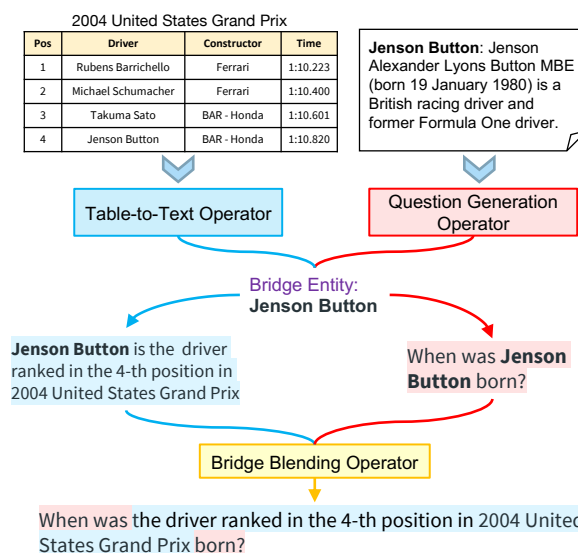 2004 United States Grand Prix
Pos Driver Constructor Time
1 Rubens Barrichello Ferrari 1:10.223
2 Michael Schumacher Ferrari 1:10.400
3 Takuma Sato BAR - Honda 1:10.601
4 Jenson Button BAR - Honda 1:10.820
Jenson Button: Jenson
Alexander Lyons Button MBE
(born 19 January 1980) is a
British racing driver and
former Formula One driver.
Table-to-Text Operator
Question Generation
Operator
Bridge Entity:
Jenson Button
Jenson Button is the driver
ranked in the 4-th position in
2004 United States Grand Prix
When was Jenson
Button born?
Bridge Blending Operator
When was the driver ranked in the 4-th position in 2004 United
States Grand Prix born?